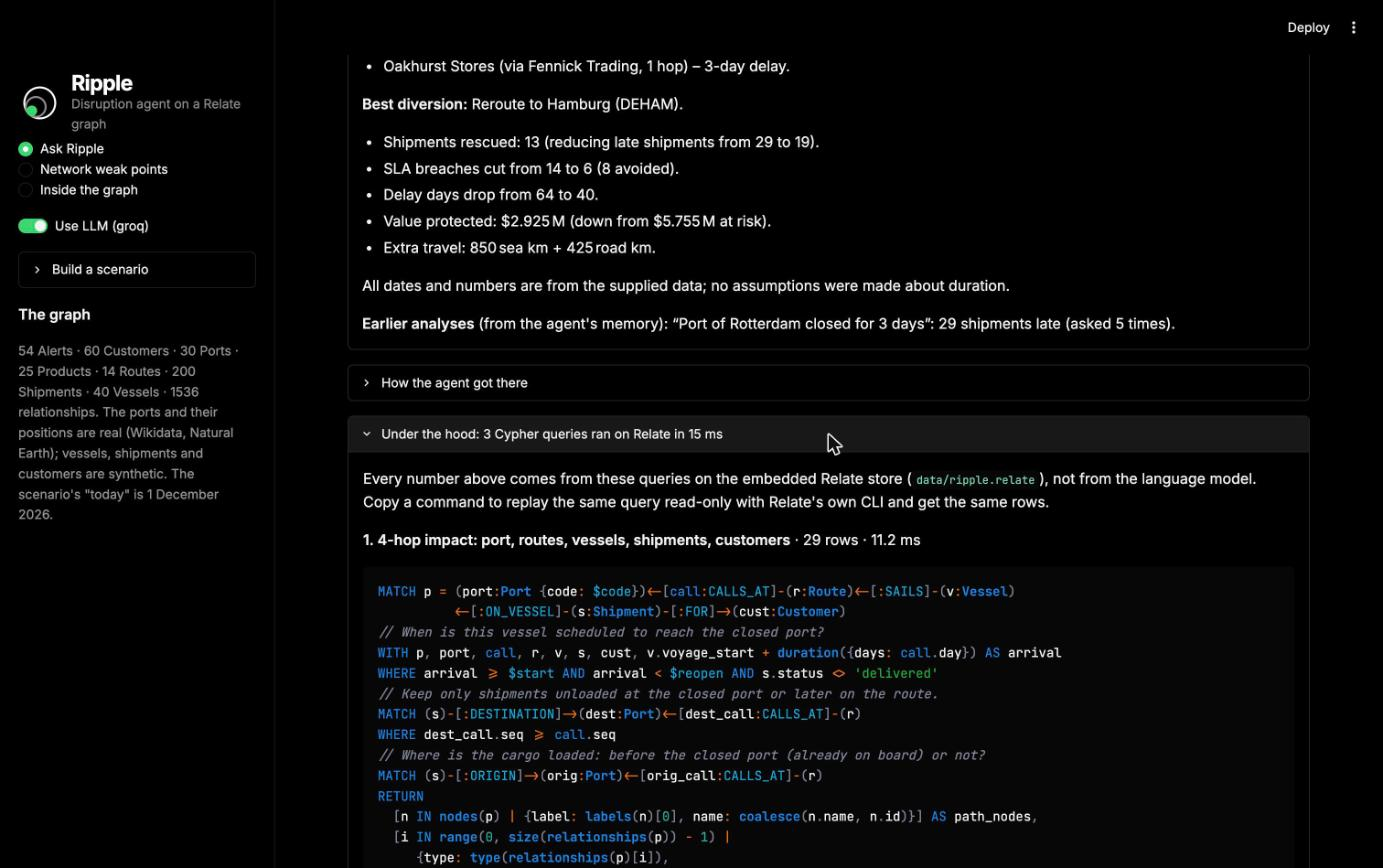 Deploy
Ripple
Disruption agent on a Relate
graph
Ask Ripple
Network weak points
Inside the graph
Use LLM (groq)
Build a scenario
The graph
54 Alerts · 60 Customers · 30 Ports ·
25 Products · 14 Routes · 200
Shipments · 40 Vessels · 1536
relationships. The ports and their
positions are real (Wikidata, Natural
Earth); vessels, shipments and
customers are synthetic. The
scenario's "today" is 1 December
2026.
• Oakhurst Stores (via Fennick Trading, 1 hop) – 3-day delay.
Best diversion: Reroute to Hamburg (DEHAM).
• Shipments rescued: 13 (reducing late shipments from 29 to 19).
• SLA breaches cut from 14 to 6 (8 avoided).
• Delay days drop from 64 to 40.
• Value protected: $2.925 M (down from $5.755 M at risk).
• Extra travel: 850 sea km + 425 road km.
All dates and numbers are from the supplied data; no assumptions were made about duration.
Earlier analyses (from the agent's memory): “Port of Rotterdam closed for 3 days”: 29 shipments late (asked 5 times).
How the agent got there
Under the hood: 3 Cypher queries ran on Relate in 15 ms
Every number above comes from these queries on the embedded Relate store ( data/ripple.relate ), not from the language model.
Copy a command to replay the same query read-only with Relate's own CLI and get the same rows.
1. 4-hop impact: port, routes, vessels, shipments, customers · 29 rows · 11.2 ms
MATCH p = (port:Port {code: $code})<-[call:CALLS_AT]-(r:Route)<-[:SAILS]-(v:Vessel)
<-[:ON_VESSEL]-(s:Shipment)-[:FOR]->(cust:Customer)
// When is this vessel scheduled to reach the closed port?
WITH p, port, call, r, v, s, cust, v.voyage_start + duration({days: call.day}) AS arrival
WHERE arrival >= $start AND arrival < $reopen AND s.status <> 'delivered'
// Keep only shipments unloaded at the closed port or later on the route.
MATCH (s)-[:DESTINATION]->(dest:Port)<-[dest_call:CALLS_AT]-(r)
WHERE dest_call.seq >= call.seq
// Where is the cargo loaded: before the closed port (already on board) or not?
MATCH (s)-[:ORIGIN]->(orig:Port)<-[orig_call:CALLS_AT]-(r)
RETURN
[n IN nodes(p) | {label: labels(n)[0], name: coalesce(n.name, n.id)}] AS path_nodes,
[i IN range(0, size(relationships(p)) - 1) |
{type: type(relationships(p)[i]),